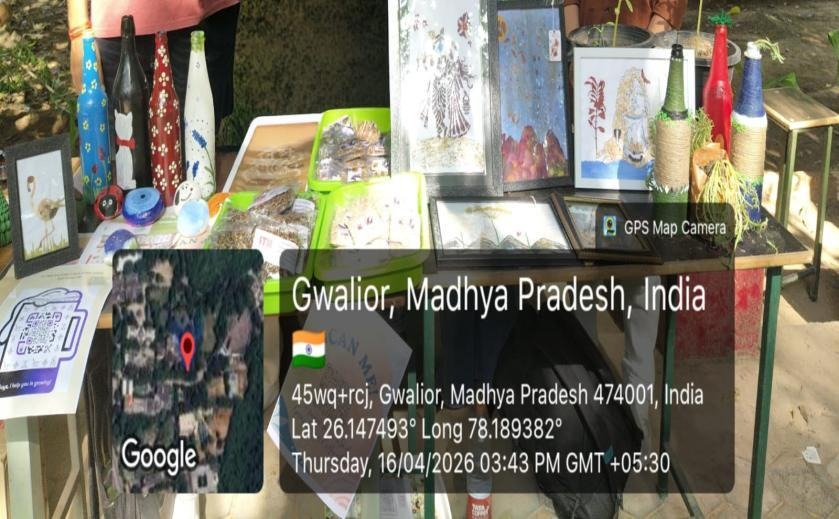 GPS Map Camera
Gwalior, Madhya Pradesh, India
45wq+rcj, Gwalior, Madhya Pradesh 474001, India
Lat 26.147493° Long 78.189382°
Thursday, 16/04/2026 03:43 PM GMT +05:30
Google